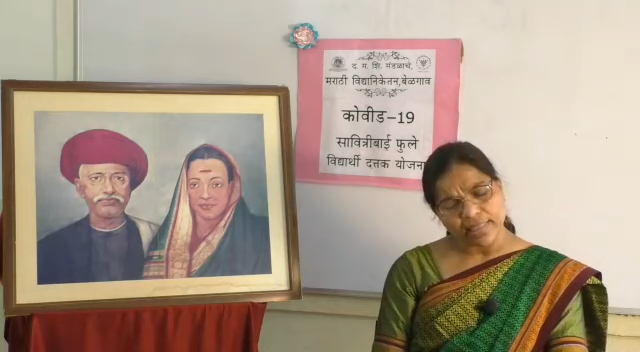 द. म. शि. मंडळाचे,
मराठी विद्यानिकेतन, बेळगाव
कोवीड–19
सावित्रीबाई फुले
विद्यार्थी दत्तक योजना